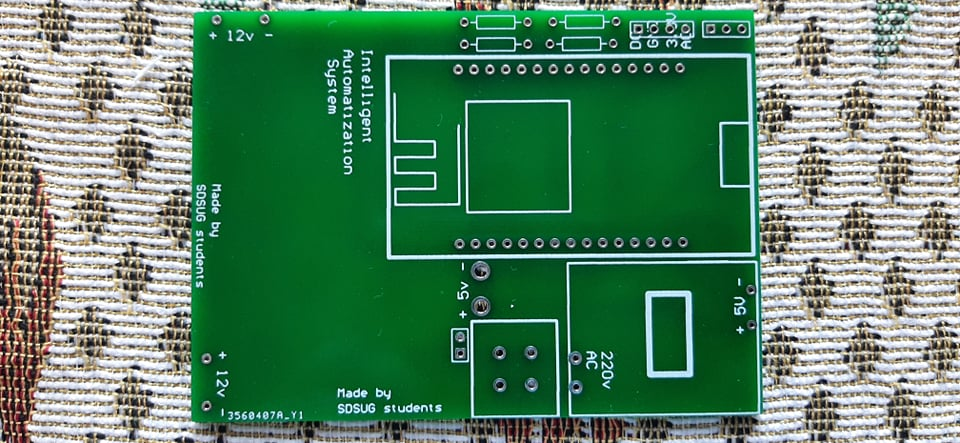 + 12v -
Intelligent
Automatization
System
Made by
SDSUG students
+ 5v -
+ 5V -
220v
AC
+ 12v -
3560407A_Y1
Made by
SDSUG students